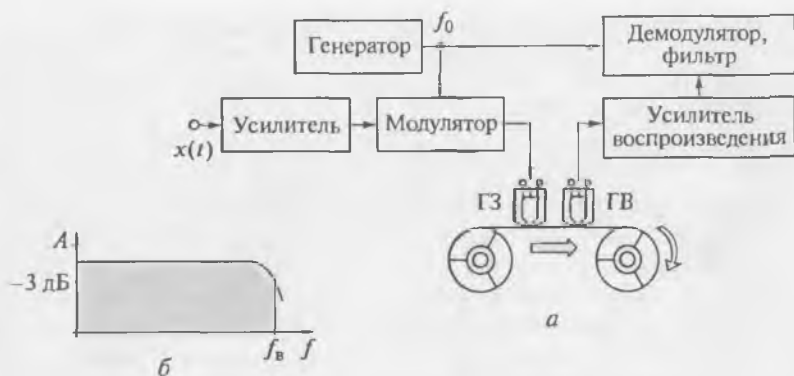 f₀
Генератор
Демодулятор,
фильтр
x(t)
Усилитель
Модулятор
Усилитель
воспроизведения
ГЗ
ГВ
A
−3 дБ
fв
f
а
б